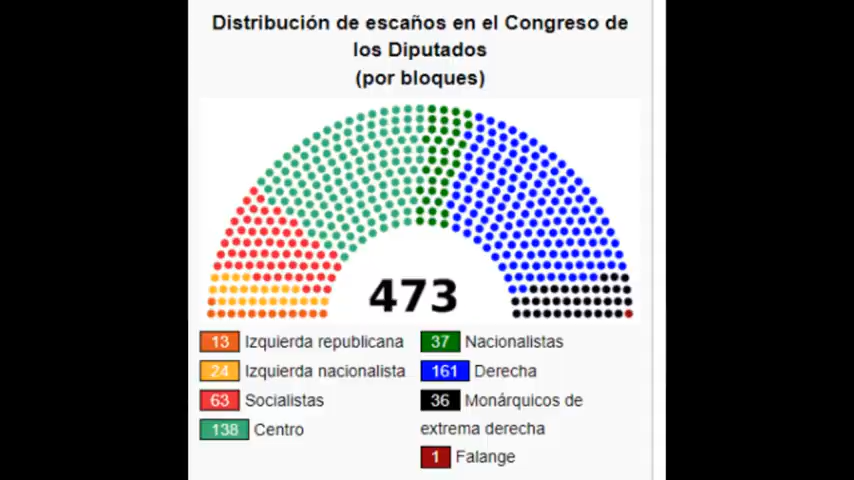 Distribución de escaños en el Congreso de
los Diputados
(por bloques)
473
13 Izquierda republicana
24 Izquierda nacionalista
63 Socialistas
138 Centro
37 Nacionalistas
161 Derecha
36 Monárquicos de
extrema derecha
1 Falange